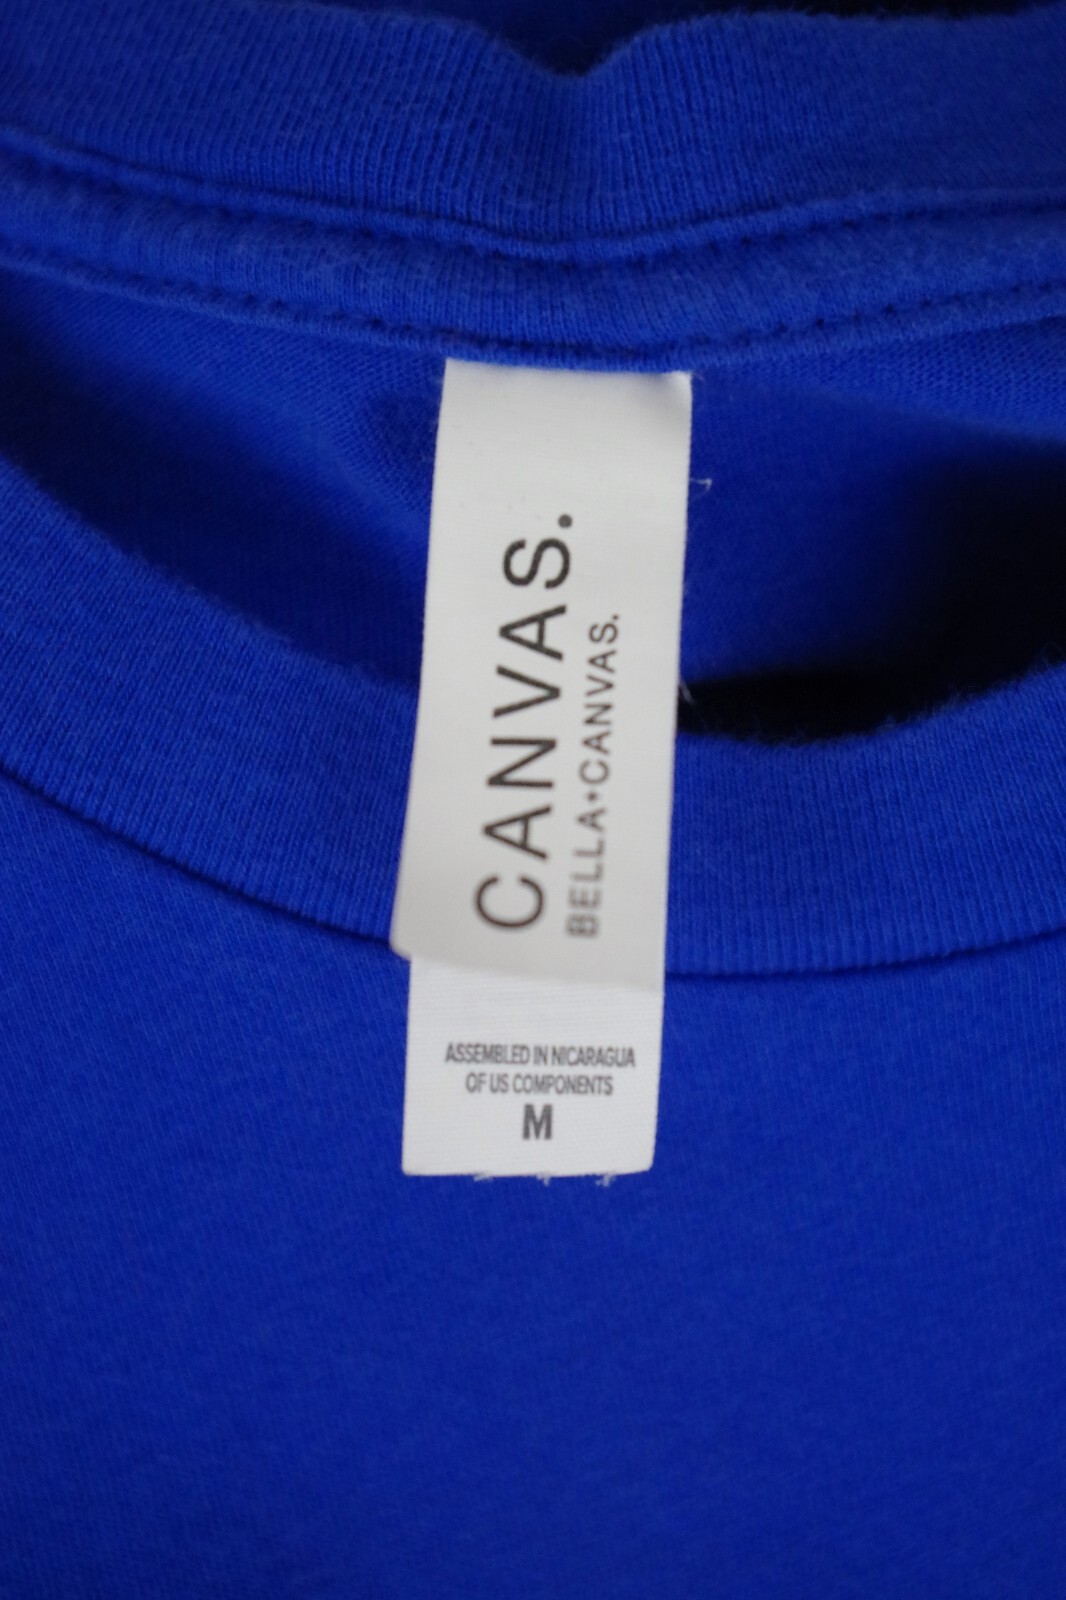 CANVAS.
BELLA+CANVAS.
ASSEMBLED IN NICARAGUA
OF US COMPONENTS
M